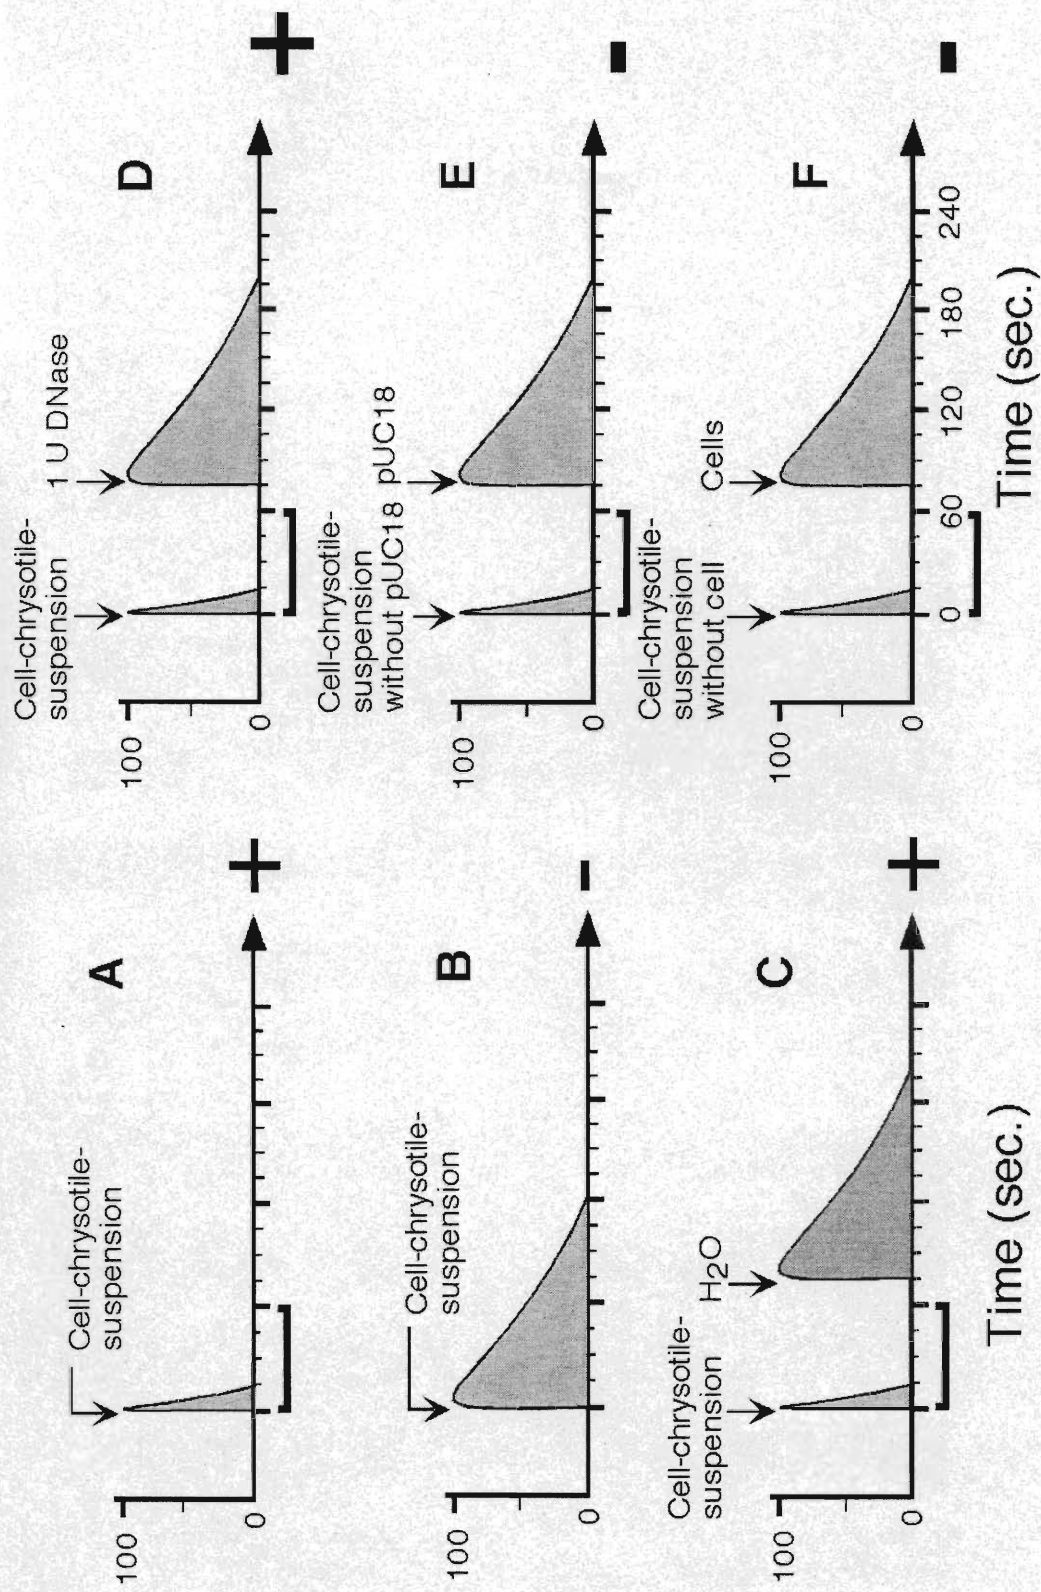 A
Cell-chrysotile-
suspension
100
0
+
B
Cell-chrysotile-
suspension
100
0
-
C
Cell-chrysotile-
suspension
H2O
100
0
+
Time (sec.)
D
Cell-chrysotile-
suspension
1 U DNase
100
0
+
E
Cell-chrysotile-
suspension
without pUC18
pUC18
100
0
-
F
Cell-chrysotile-
suspension
without cell
Cells
100
0
-
0 60 120 180 240
Time (sec.)